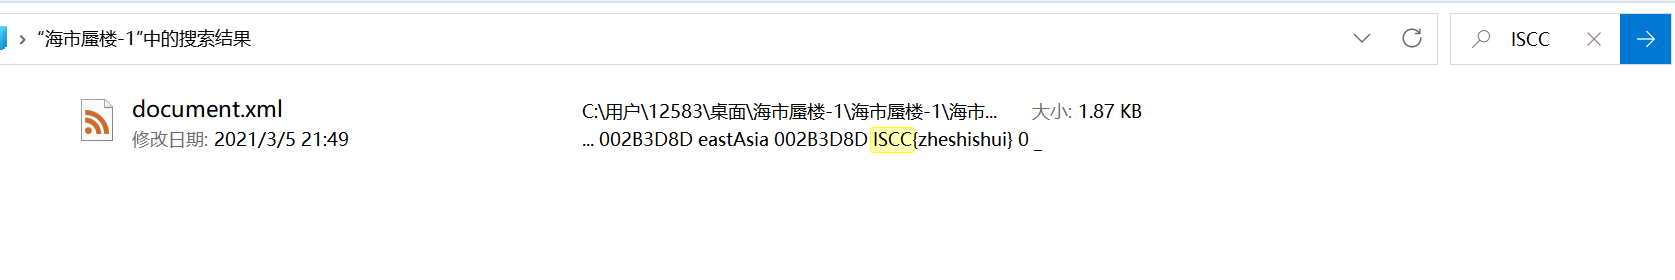 › “海市蜃楼-1”中的搜索结果
ISCC
document.xml
C:\用户\12583\桌面\海市蜃楼-1\海市蜃楼-1\海市...
大小: 1.87 KB
修改日期: 2021/3/5 21:49
... 002B3D8D eastAsia 002B3D8D ISCC{zheshishui} 0 _